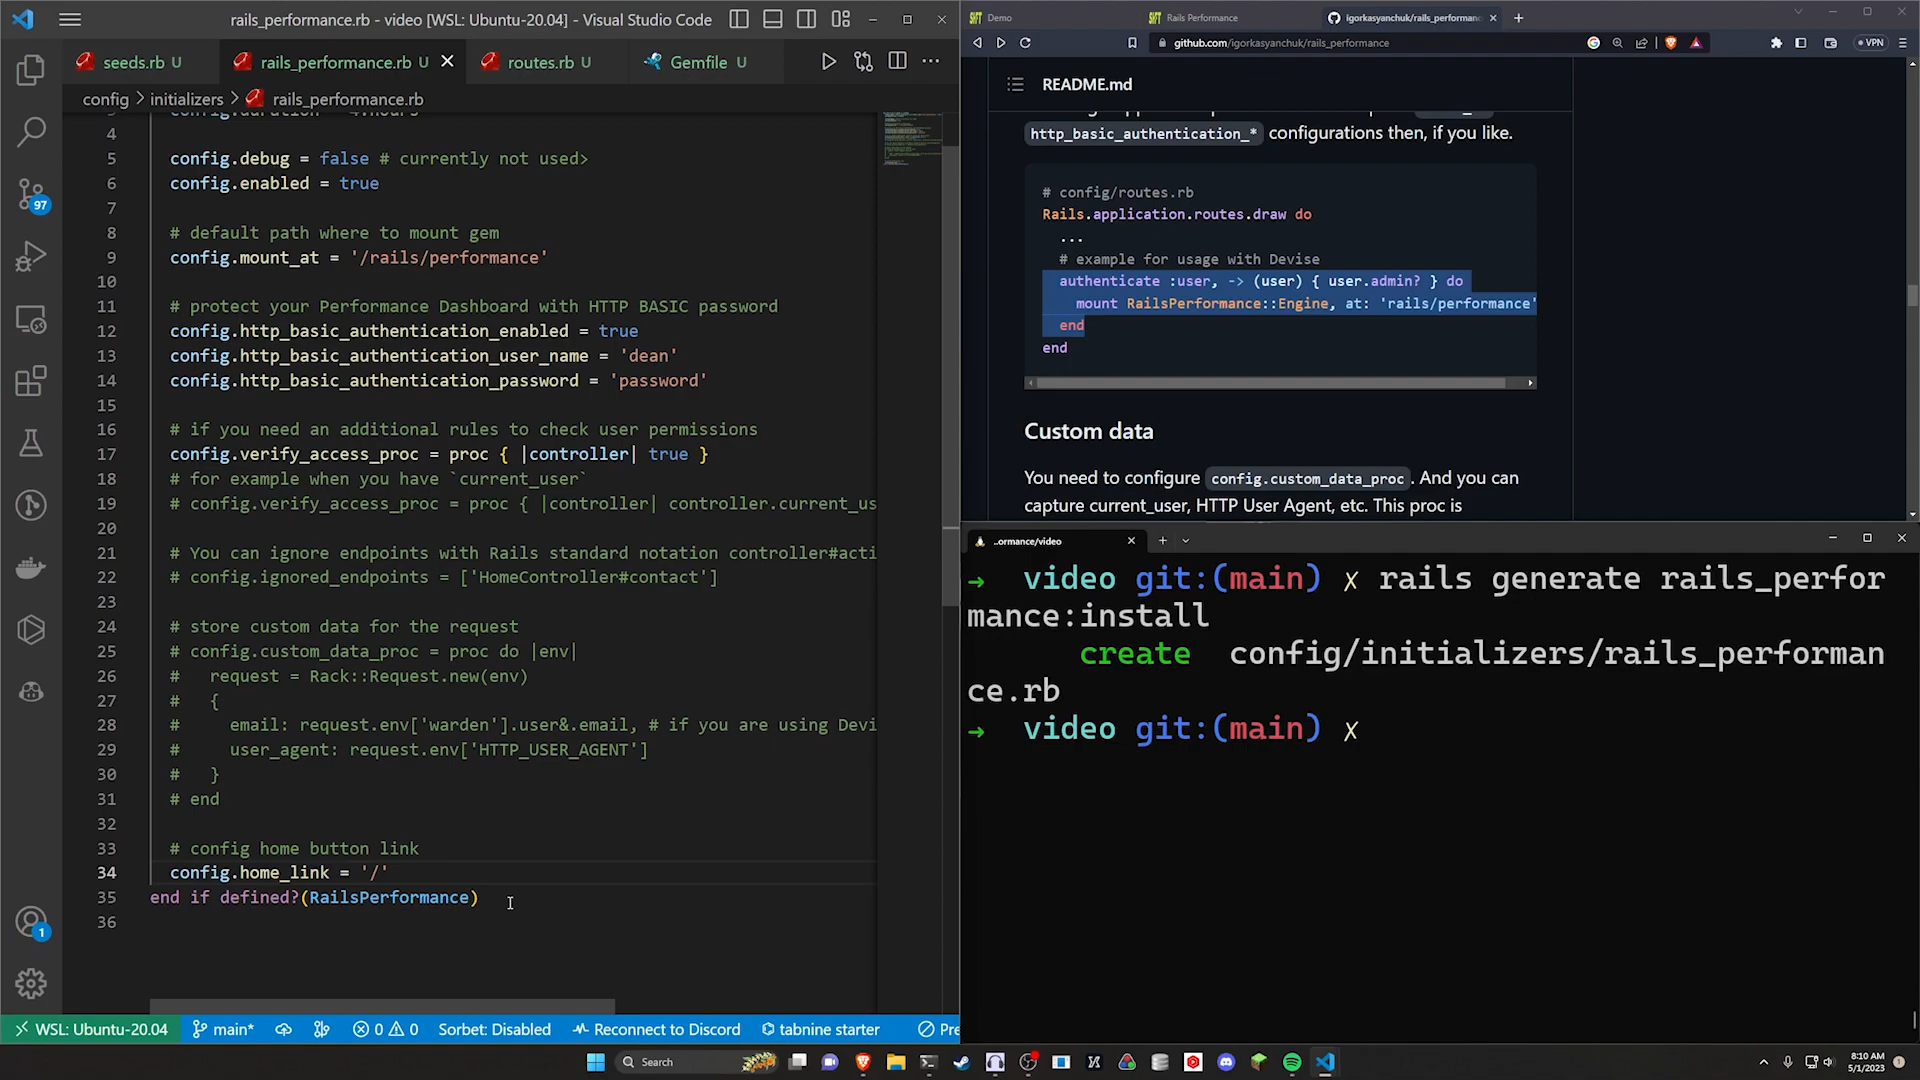 rails_performance.rb - video [WSL: Ubuntu-20.04] - Visual Studio Code
seeds.rb U
rails_performance.rb U
routes.rb U
Gemfile U
config > initializers > rails_performance.rb
4
5 config.debug = false # currently not used>
6 config.enabled = true
7
8 # default path where to mount gem
9 config.mount_at = '/rails/performance'
10
11 # protect your Performance Dashboard with HTTP BASIC password
12 config.http_basic_authentication_enabled = true
13 config.http_basic_authentication_user_name = 'dean'
14 config.http_basic_authentication_password = 'password'
15
16 # if you need an additional rules to check user permissions
17 config.verify_access_proc = proc { |controller| true }
18 # for example when you have `current_user`
19 # config.verify_access_proc = proc { |controller| controller.current_us
20
21 # You can ignore endpoints with Rails standard notation controller#acti
22 # config.ignored_endpoints = ['HomeController#contact']
23
24 # store custom data for the request
25 # config.custom_data_proc = proc do |env|
26 #   request = Rack::Request.new(env)
27 #   {
28 #     email: request.env['warden'].user&.email, # if you are using Devi
29 #     user_agent: request.env['HTTP_USER_AGENT']
30 #   }
31 # end
32
33 # config home button link
34 config.home_link = '/'
35 end if defined?(RailsPerformance)
36
97
1
WSL: Ubuntu-20.04
main*
0 0
Sorbet: Disabled
Reconnect to Discord
tabnine starter
Pre
Demo
Rails Performance
igorkasyanchuk/rails_performan
github.com/igorkasyanchuk/rails_performance
VPN
README.md
http_basic_authentication_* configurations then, if you like.
# config/routes.rb
Rails.application.routes.draw do
...
# example for usage with Devise
authenticate :user, -> (user) { user.admin? } do
mount RailsPerformance::Engine, at: 'rails/performance'
end
end
Custom data
You need to configure config.custom_data_proc. And you can
capture current_user, HTTP User Agent, etc. This proc is
..ormance/video
➜ video git:(main) ✗ rails generate rails_perfor
mance:install
create config/initializers/rails_performan
ce.rb
➜ video git:(main) ✗
Search
8:10 AM
5/1/2023